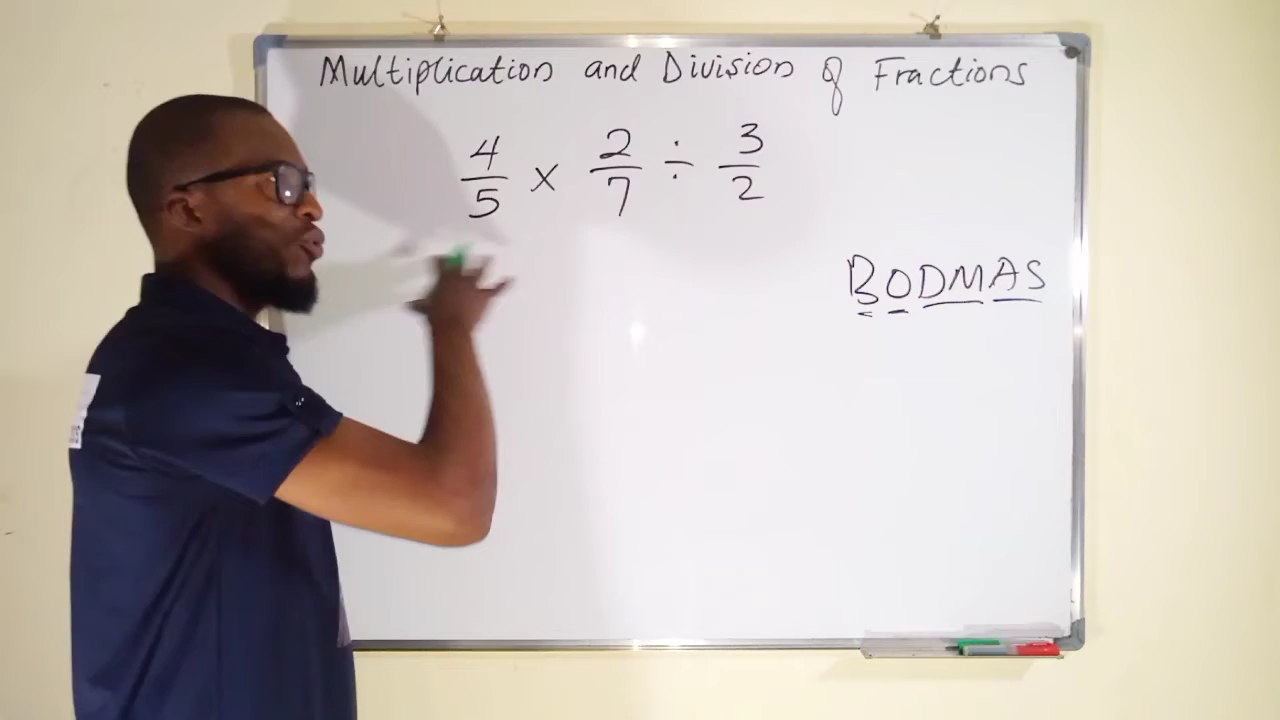 Multiplication and Division of Fractions
4/5 × 2/7 ÷ 3/2
BODMAS